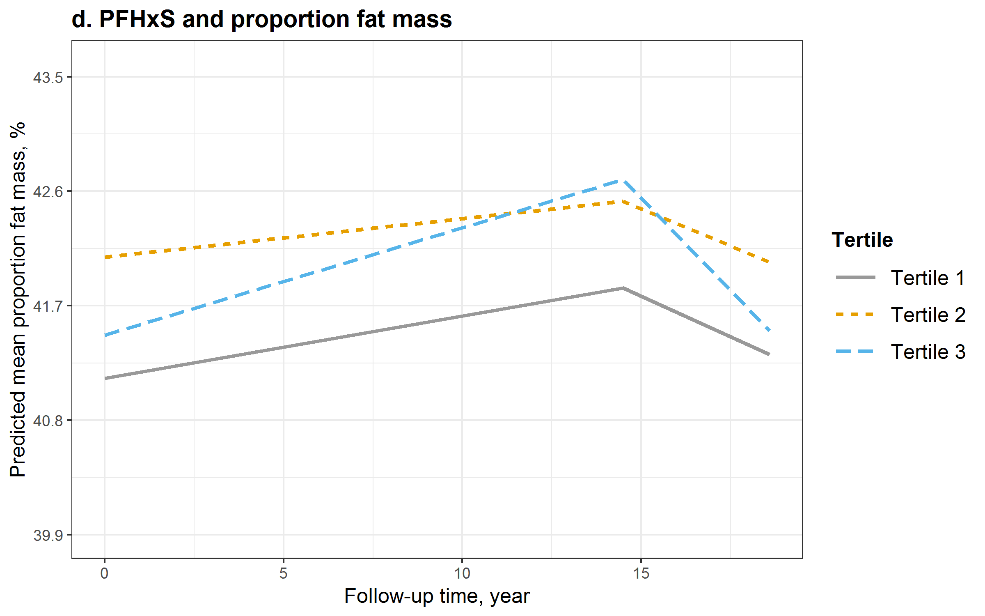 d. PFHxS and proportion fat mass
Predicted mean proportion fat mass, %
43.5
42.6
41.7
40.8
39.9
0 5 10 15
Follow-up time, year
Tertile
Tertile 1
Tertile 2
Tertile 3